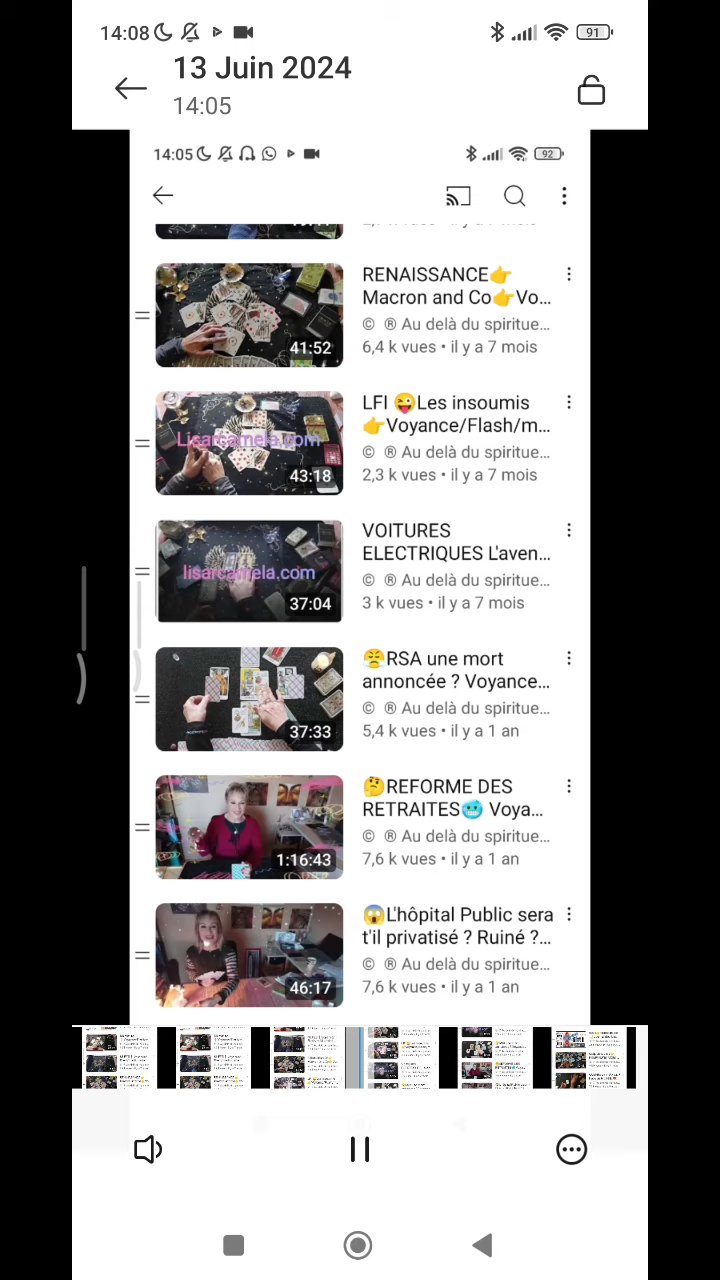 14:08
91
13 Juin 2024
14:05
14:05
92
RENAISSANCE👉
Macron and Co👉Vo...
© ® Au delà du spiritue...
6,4 k vues • il y a 7 mois
41:52
LFI 😜Les insoumis
👉Voyance/Flash/m...
© ® Au delà du spiritue...
2,3 k vues • il y a 7 mois
Lisarcamela.com
43:18
VOITURES
ELECTRIQUES L'aven...
© ® Au delà du spiritue...
3 k vues • il y a 7 mois
lisarcamela.com
37:04
😤RSA une mort
annoncée ? Voyance...
© ® Au delà du spiritue...
5,4 k vues • il y a 1 an
37:33
🤔REFORME DES
RETRAITES🥶 Voya...
© ® Au delà du spiritue...
7,6 k vues • il y a 1 an
1:16:43
😱L'hôpital Public sera
t'il privatisé ? Ruiné ?...
© ® Au delà du spiritue...
7,6 k vues • il y a 1 an
46:17